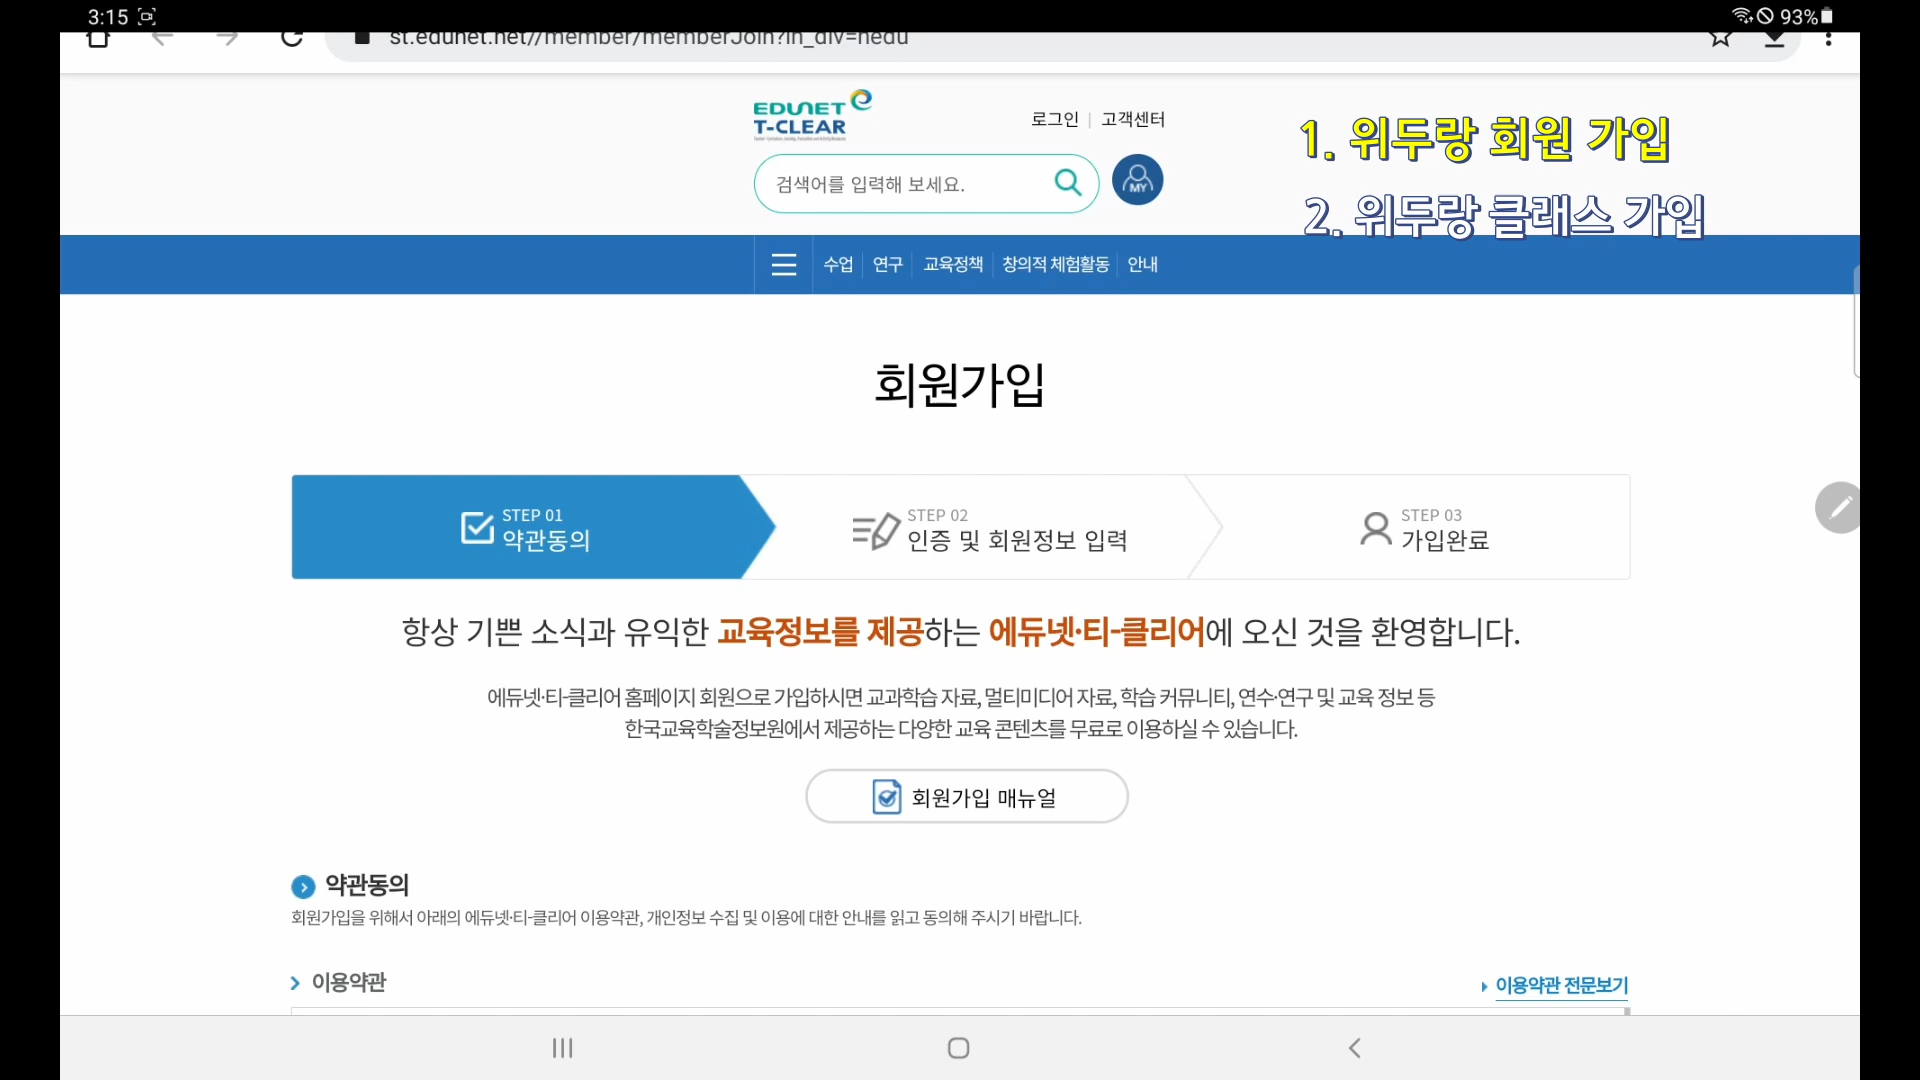 3:15
93%
st.edunet.net//member/memberJoin?in_div=nedu
EDUNET
T-CLEAR
로그인 | 고객센터
검색어를 입력해 보세요.
MY
1. 위두랑 회원 가입
2. 위두랑 클래스 가입
수업 연구 교육정책 창의적 체험활동 안내
회원가입
STEP 01
약관동의
STEP 02
인증 및 회원정보 입력
STEP 03
가입완료
항상 기쁜 소식과 유익한 교육정보를 제공하는 에듀넷·티-클리어에 오신 것을 환영합니다.
에듀넷·티-클리어 홈페이지 회원으로 가입하시면 교과학습 자료, 멀티미디어 자료, 학습 커뮤니티, 연수·연구 및 교육 정보 등
한국교육학술정보원에서 제공하는 다양한 교육 콘텐츠를 무료로 이용하실 수 있습니다.
회원가입 매뉴얼
약관동의
회원가입을 위해서 아래의 에듀넷·티-클리어 이용약관, 개인정보 수집 및 이용에 대한 안내를 읽고 동의해 주시기 바랍니다.
이용약관
이용약관 전문보기